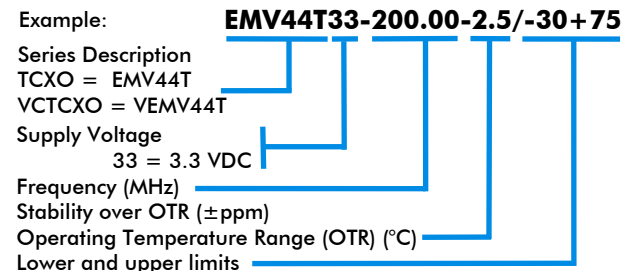 Example: EMV44T33-200.00-2.5/-30+75
Series Description
TCXO = EMV44T
VCTCXO = VEMV44T
Supply Voltage
33 = 3.3 VDC
Frequency (MHz)
Stability over OTR (±ppm)
Operating Temperature Range (OTR) (°C)
Lower and upper limits